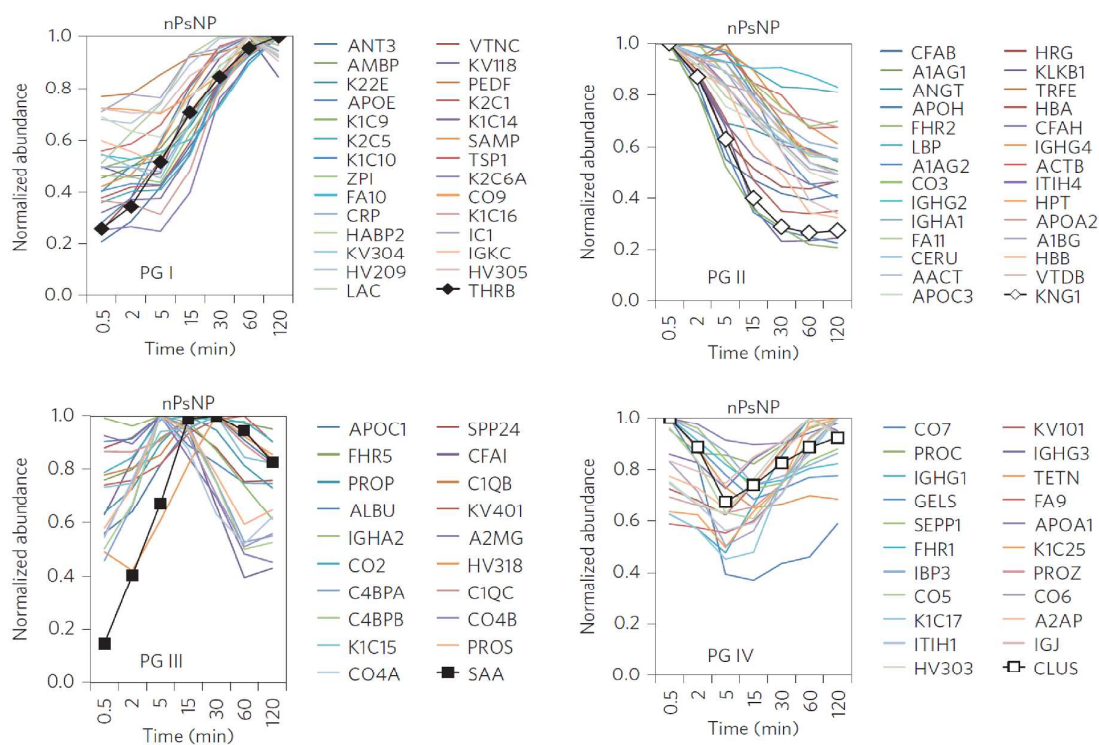 nPsNP
Normalized abundance
1.0
0.8
0.6
0.4
0.2
0.0
PG I
0.5 2 5 15 30 60 120
Time (min)
ANT3 VTNC
AMBP KV118
K22E PEDF
APOE K2C1
K1C9 K1C14
K2C5 SAMP
K1C10 TSP1
ZPI K2C6A
FA10 CO9
CRP K1C16
HABP2 IC1
KV304 IGKC
HV209 HV305
LAC THRB
nPsNP
Normalized abundance
1.0
0.8
0.6
0.4
0.2
0.0
PG II
0.5 2 5 15 30 60 120
Time (min)
CFAB HRG
A1AG1 KLKB1
ANGT TRFE
APOH HBA
FHR2 CFAH
LBP IGHG4
A1AG2 ACTB
CO3 ITIH4
IGHG2 HPT
IGHA1 APOA2
FA11 A1BG
CERU HBB
AACT VTDB
APOC3 KNG1
nPsNP
Normalized abundance
1.0
0.8
0.6
0.4
0.2
0.0
PG III
0.5 2 5 15 30 60 120
Time (min)
APOC1 SPP24
FHR5 CFAI
PROP C1QB
ALBU KV401
IGHA2 A2MG
CO2 HV318
C4BPA C1QC
C4BPB CO4B
K1C15 PROS
CO4A SAA
nPsNP
Normalized abundance
1.0
0.8
0.6
0.4
0.2
0.0
PG IV
0.5 2 5 15 30 60 120
Time (min)
CO7 KV101
PROC IGHG3
IGHG1 TETN
GELS FA9
SEPP1 APOA1
FHR1 K1C25
IBP3 PROZ
CO5 CO6
K1C17 A2AP
ITIH1 IGJ
HV303 CLUS